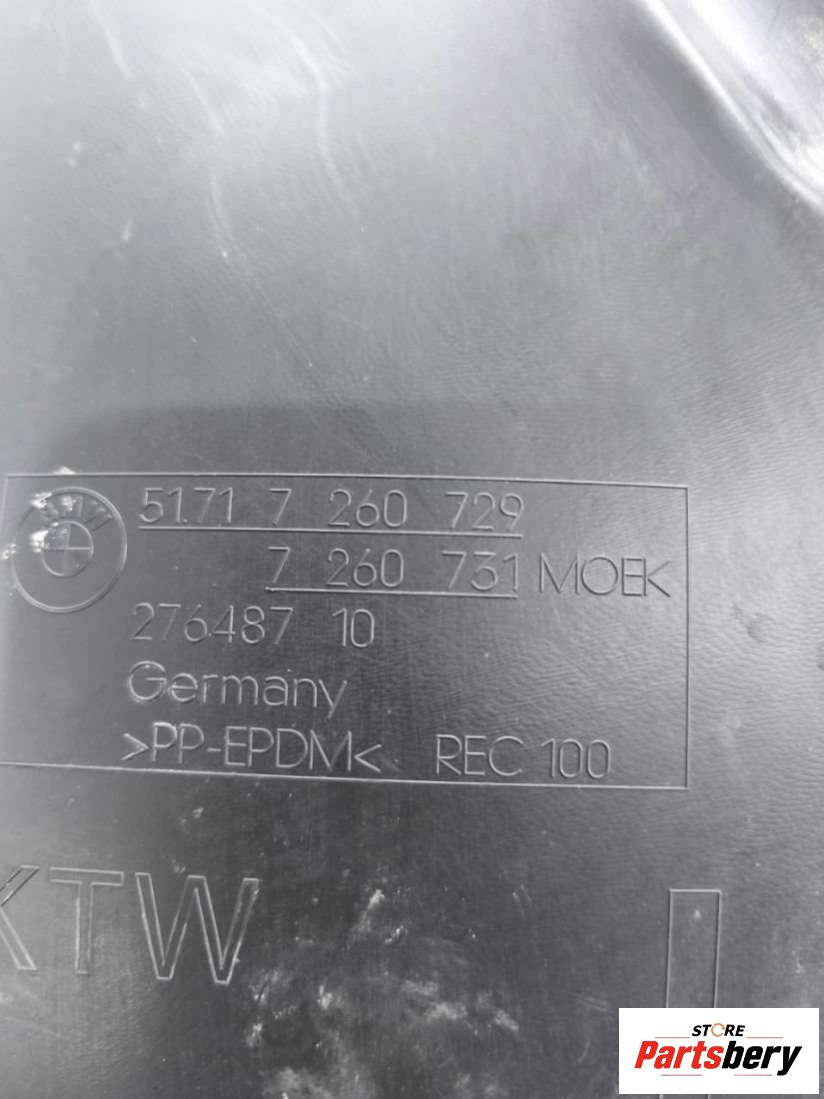 BMW
51.71 7 260 729
7 260 731 MOEK
276487 10
Germany
>PP-EPDM< REC 100
KTW
STORE
Partsbery